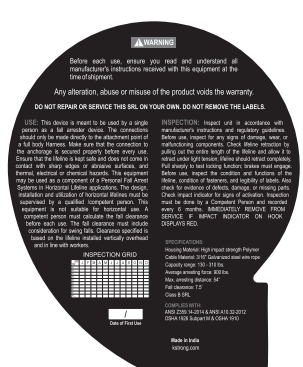 WARNING
Before each use, ensure you read and understand all
manufacturer's instructions received with this equipment at the
time of shipment.
Any alteration, abuse or misuse of the product voids the warranty.
DO NOT REPAIR OR SERVICE THIS SRL ON YOUR OWN. DO NOT REMOVE THE LABELS.
USE: This device is meant to be used by a single
person as a fall arrester device. The connections
should only be made directly to the anchorage and to
a full body Harness. Make sure that the connection to
the anchorage is secured properly before every use.
Ensure that the lifeline is kept safe and does not come in
contact with sharp edges or abrasive surfaces, and
thermal, electrical or chemical hazards. This equipment
may be used as a component of a Personal Fall Arrest
Systems in Horizontal Lifeline applications. The design,
installation and utilization of horizontal lifelines must be
supervised by a qualified lcompetent person. This
equipment is not suitable for horizontal use. A
competent person must calculate the fall clearance
before each use. The fall clearance must include
consideration for swing falls. Clearance specified is
based on the lifeline installed vertically overhead
and in line with workers.
INSPECTION GRID
/
Date of First Use
INSPECTION: Inspect unit in accordance with
manufacturer's instructions and regulatory guidelines.
Before use, inspect for any signs of damage, wear, or
malfunctioning components. Check lifeline retraction by
pulling out the entire length of the lifeline and allow it to
retract under light tension; lifeline should retract completely.
Pull sharply to test locking function; brakes must engage.
Before use, inspect the condition and functions of the
lifeline, condition of fasteners, and legibility of labels. Also
check for evidence of defects, damage, or missing parts.
Check impact indicator for signs of activation. Inspection
must be done by a Competent Person and recorded
every 6 months. IMMEDIATELY REMOVE FROM
SERVICE IF IMPACT INDICATOR ON HOOK
DISPLAYS RED.
SPECIFICATIONS:
Housing Material: High impact strength Polymer
Cable Material: 3/16" Galvanized steel wire rope
Capacity range: 130 - 310 lbs.
Average arresting force: 900 lbs.
Max. arresting distance: 54"
Fall clearance: 7.5'
Class B SRL
COMPLIES WITH:
ANSI Z359.14-2014 & ANSI A10.32-2012
OSHA 1926 Subpart M & OSHA 1910
Made in India
kstrong.com